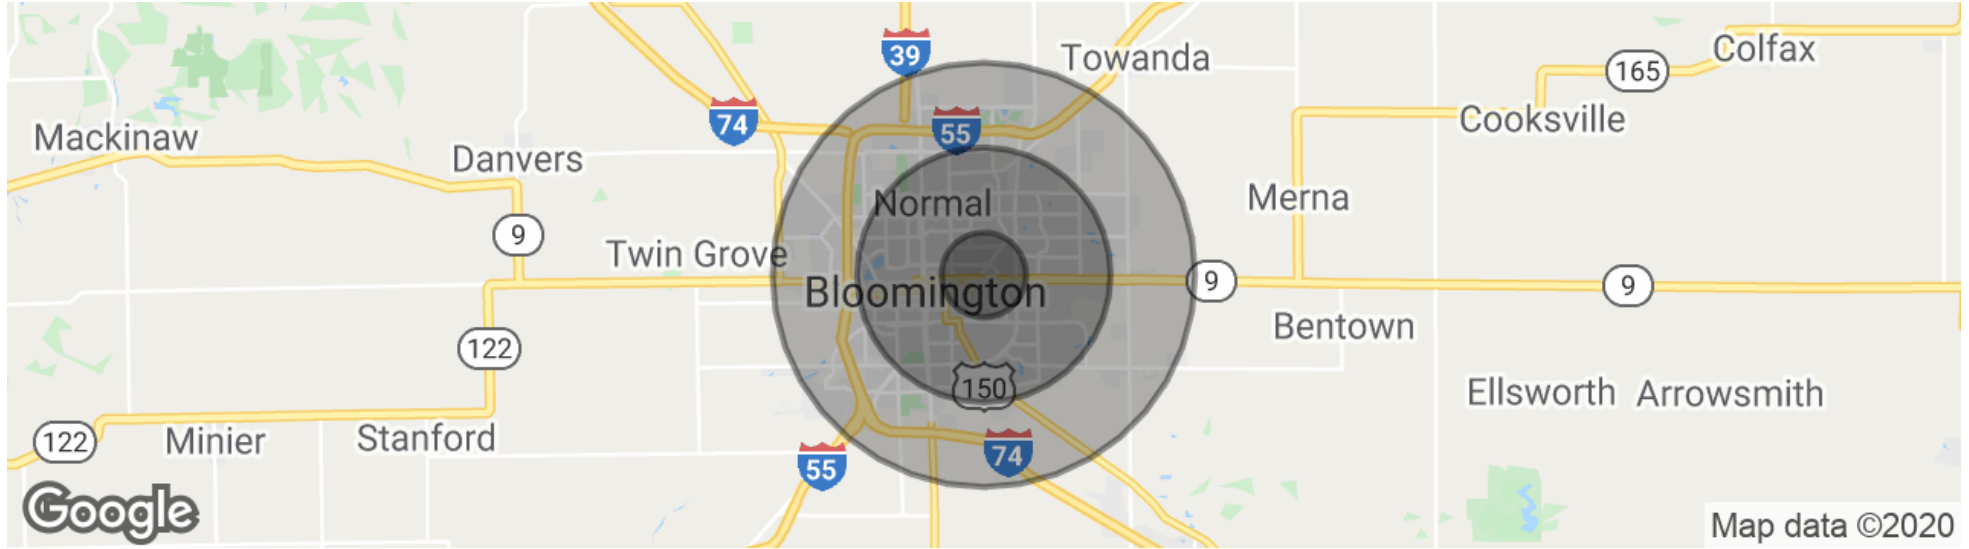 39
Towanda
Colfax
165
74
55
Cooksville
Mackinaw
Danvers
Normal
Merna
9
Twin Grove
Bloomington
9
9
Bentown
122
150
Ellsworth
Arrowsmith
122
Minier
Stanford
55
74
Google
Map data ©2020